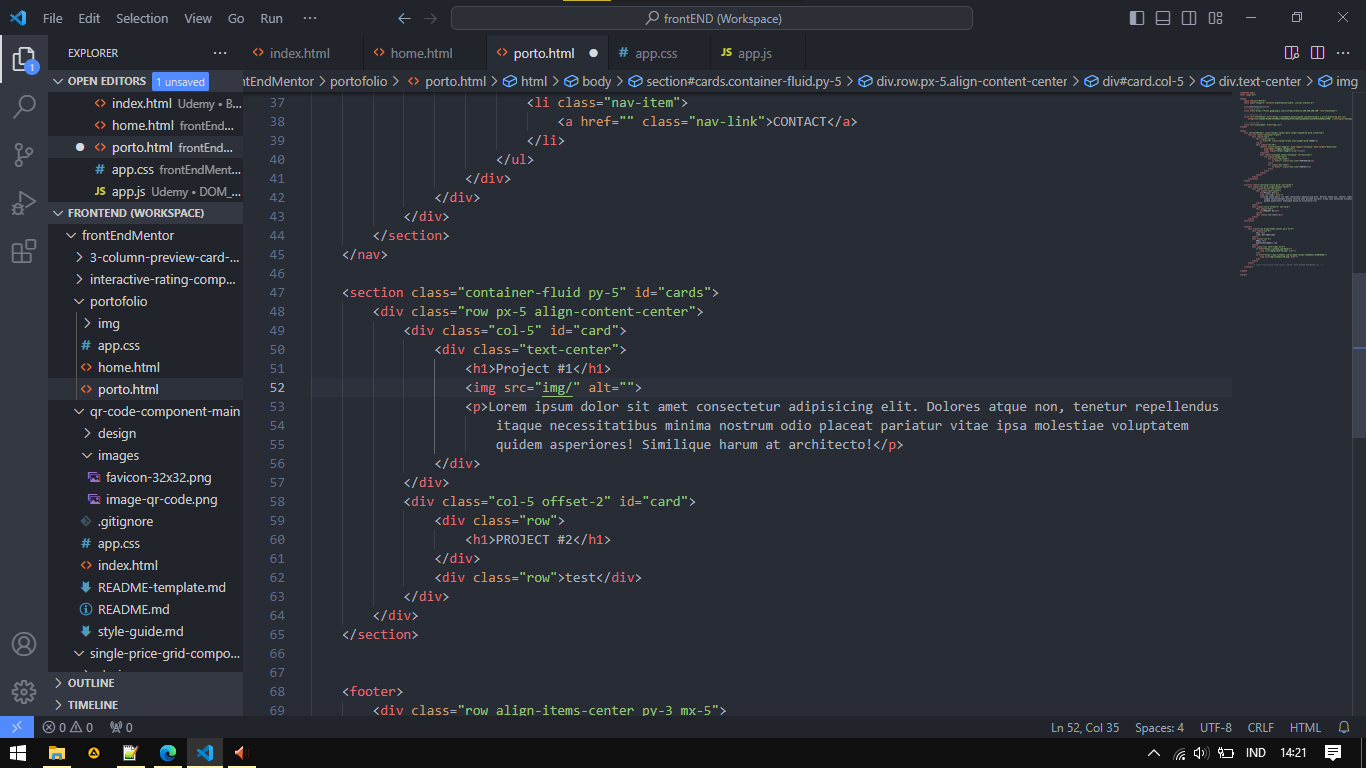 File Edit Selection View Go Run ··· frontEND (Workspace)
EXPLORER ···
index.html home.html porto.html app.css app.js
OPEN EDITORS 1 unsaved
index.html Udemy • B...
home.html frontEnd...
porto.html frontEnd...
app.css frontEndMent...
app.js Udemy • DOM_...
FRONTEND (WORKSPACE)
frontEndMentor
3-column-preview-card-...
interactive-rating-comp...
portofolio
img
app.css
home.html
porto.html
qr-code-component-main
design
images
favicon-32x32.png
image-qr-code.png
.gitignore
app.css
index.html
README-template.md
README.md
style-guide.md
single-price-grid-compo...
OUTLINE
TIMELINE
ntEndMentor > portofolio > porto.html > html > body > section#cards.container-fluid.py-5 > div.row.px-5.align-content-center > div#card.col-5 > div.text-center > img
37 <li class="nav-item">
38 <a href="" class="nav-link">CONTACT</a>
39 </li>
40 </ul>
41 </div>
42 </div>
43 </div>
44 </section>
45 </nav>
46
47 <section class="container-fluid py-5" id="cards">
48 <div class="row px-5 align-content-center">
49 <div class="col-5" id="card">
50 <div class="text-center">
51 <h1>Project #1</h1>
52 <img src="img/" alt="">
53 <p>Lorem ipsum dolor sit amet consectetur adipisicing elit. Dolores atque non, tenetur repellendus
54 itaque necessitatibus minima nostrum odio placeat pariatur vitae ipsa molestiae voluptatem
55 quidem asperiores! Similique harum at architecto!</p>
56 </div>
57 </div>
58 <div class="col-5 offset-2" id="card">
59 <div class="row">
60 <h1>PROJECT #2</h1>
61 </div>
62 <div class="row">test</div>
63 </div>
64 </div>
65 </section>
66
67
68 <footer>
69 <div class="row align-items-center py-3 mx-5">
0 0 0 Ln 52, Col 35 Spaces: 4 UTF-8 CRLF HTML
IND 14:21